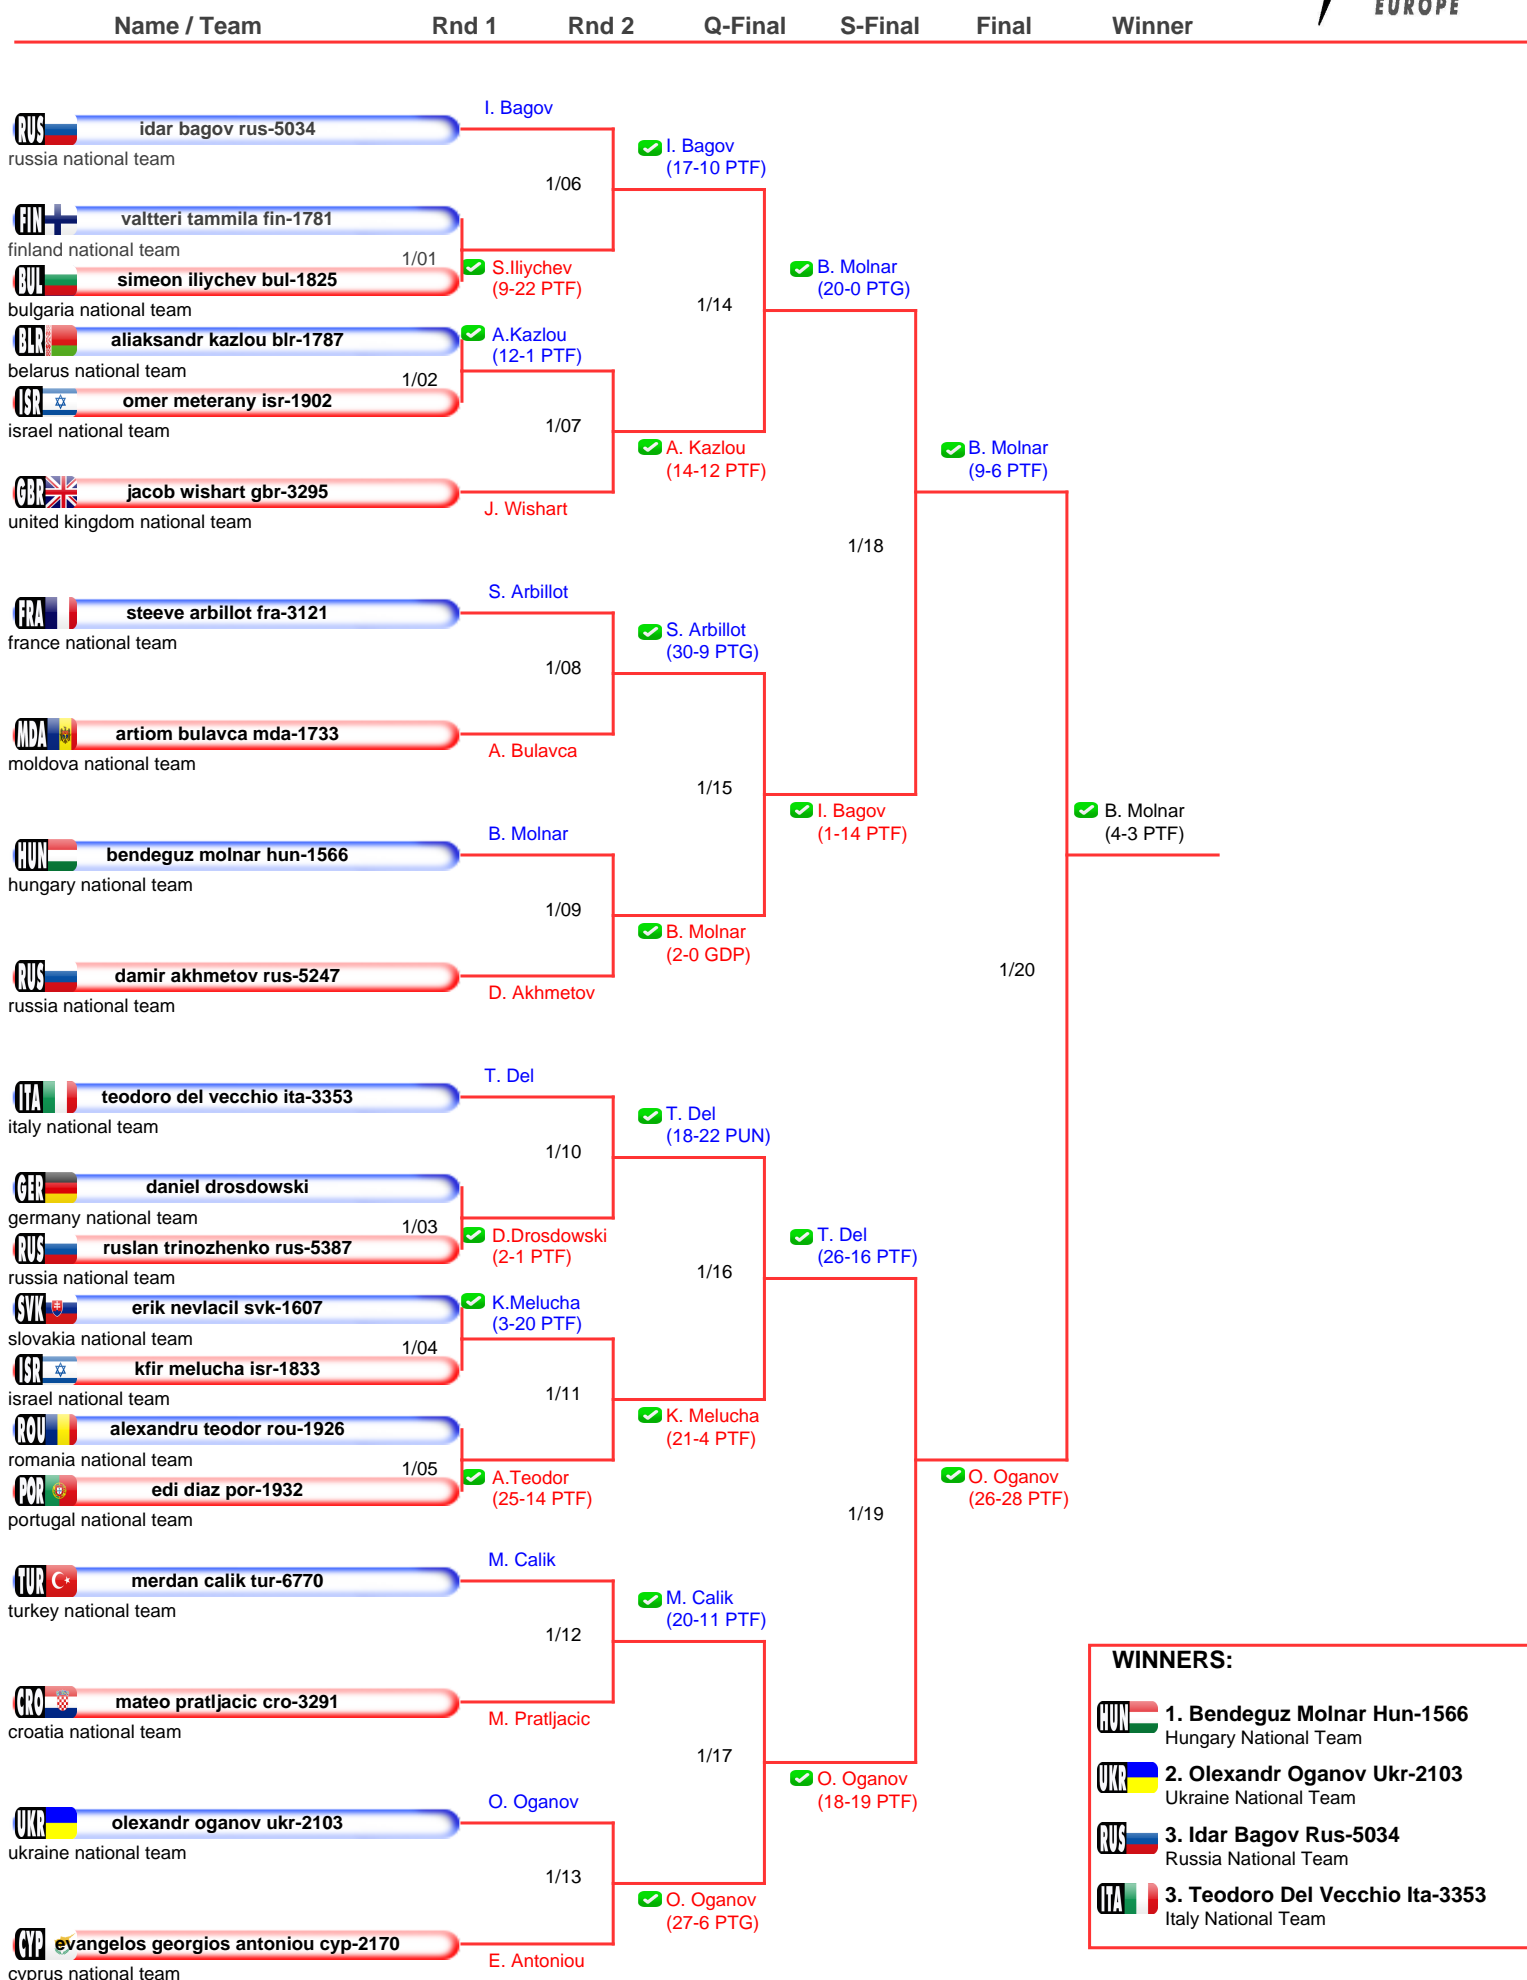 EUROPE
Name / Team Rnd 1 Rnd 2 Q-Final S-Final Final Winner
I. Bagov
RUS idar bagov rus-5034
russia national team
I. Bagov
(17-10 PTF)
1/06
FIN valtteri tammila fin-1781
finland national team
1/01
S.Iliychev
(9-22 PTF)
BUL simeon iliychev bul-1825
bulgaria national team
B. Molnar
(20-0 PTG)
1/14
BLR aliaksandr kazlou blr-1787
A.Kazlou
(12-1 PTF)
belarus national team
1/02
ISR omer meterany isr-1902
israel national team
1/07
A. Kazlou
(14-12 PTF)
B. Molnar
(9-6 PTF)
GBR jacob wishart gbr-3295
J. Wishart
united kingdom national team
1/18
S. Arbillot
FRA steeve arbillot fra-3121
france national team
S. Arbillot
(30-9 PTG)
1/08
MDA artiom bulavca mda-1733
A. Bulavca
moldova national team
1/15
I. Bagov
(1-14 PTF)
B. Molnar
(4-3 PTF)
B. Molnar
HUN bendeguz molnar hun-1566
hungary national team
1/09
B. Molnar
(2-0 GDP)
1/20
RUS damir akhmetov rus-5247
D. Akhmetov
russia national team
T. Del
ITA teodoro del vecchio ita-3353
italy national team
T. Del
(18-22 PUN)
1/10
GER daniel drosdowski
germany national team
1/03
D.Drosdowski
(2-1 PTF)
RUS ruslan trinozhenko rus-5387
russia national team
T. Del
(26-16 PTF)
1/16
SVK erik nevlacil svk-1607
K.Melucha
(3-20 PTF)
slovakia national team
1/04
ISR kfir melucha isr-1833
israel national team
1/11
K. Melucha
(21-4 PTF)
ROU alexandru teodor rou-1926
romania national team
1/05
A.Teodor
(25-14 PTF)
O. Oganov
(26-28 PTF)
POR edi diaz por-1932
portugal national team
1/19
M. Calik
TUR merdan calik tur-6770
turkey national team
M. Calik
(20-11 PTF)
1/12
CRO mateo pratljacic cro-3291
M. Pratljacic
croatia national team
1/17
O. Oganov
(18-19 PTF)
O. Oganov
UKR olexandr oganov ukr-2103
ukraine national team
1/13
O. Oganov
(27-6 PTG)
CYP evangelos georgios antoniou cyp-2170
E. Antoniou
cyprus national team
WINNERS:
HUN 1. Bendeguz Molnar Hun-1566
Hungary National Team
UKR 2. Olexandr Oganov Ukr-2103
Ukraine National Team
RUS 3. Idar Bagov Rus-5034
Russia National Team
ITA 3. Teodoro Del Vecchio Ita-3353
Italy National Team